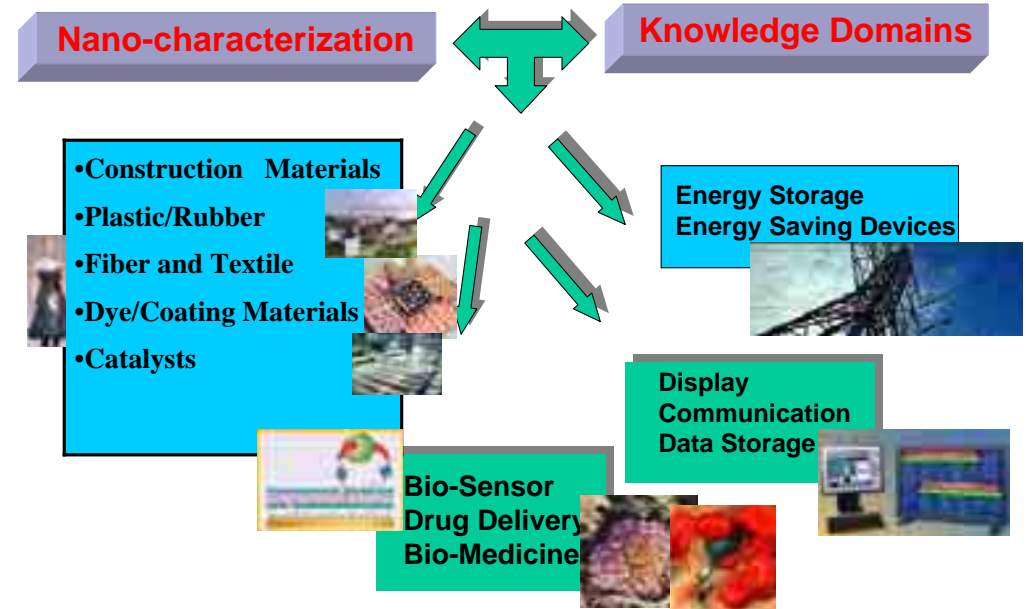 Nano-characterization
Knowledge Domains
•Construction Materials
•Plastic/Rubber
•Fiber and Textile
•Dye/Coating Materials
•Catalysts
Energy Storage
Energy Saving Devices
Display
Communication
Data Storage
Bio-Sensor
Drug Delivery
Bio-Medicine